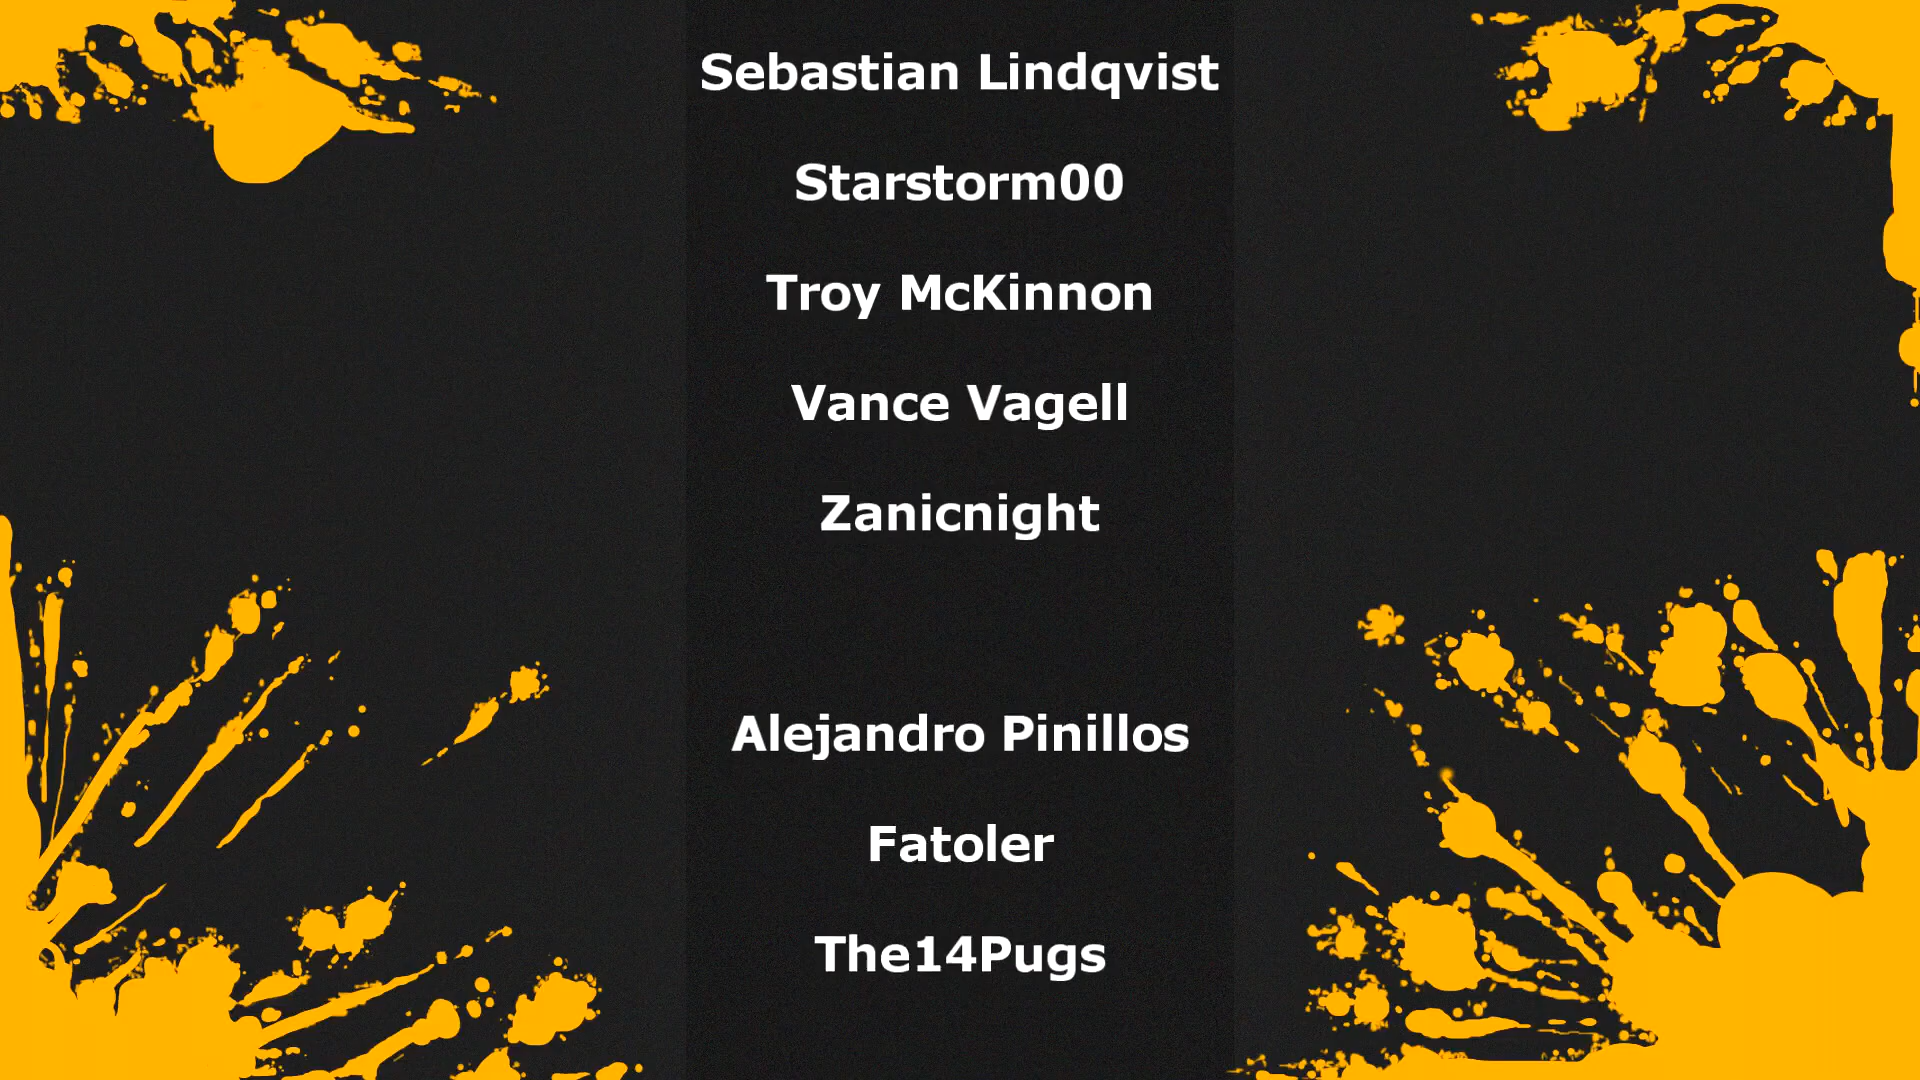 Sebastian Lindqvist
Starstorm00
Troy McKinnon
Vance Vagell
Zanicnight
Alejandro Pinillos
Fatoler
The14Pugs